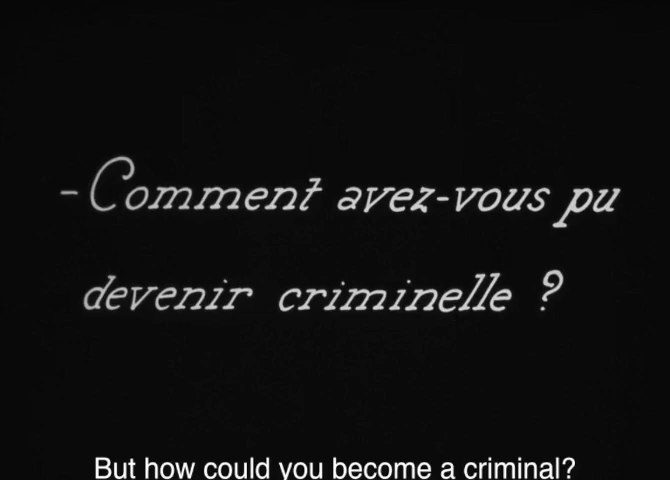 - Comment avez-vous pu
devenir criminelle ?
But how could you become a criminal?